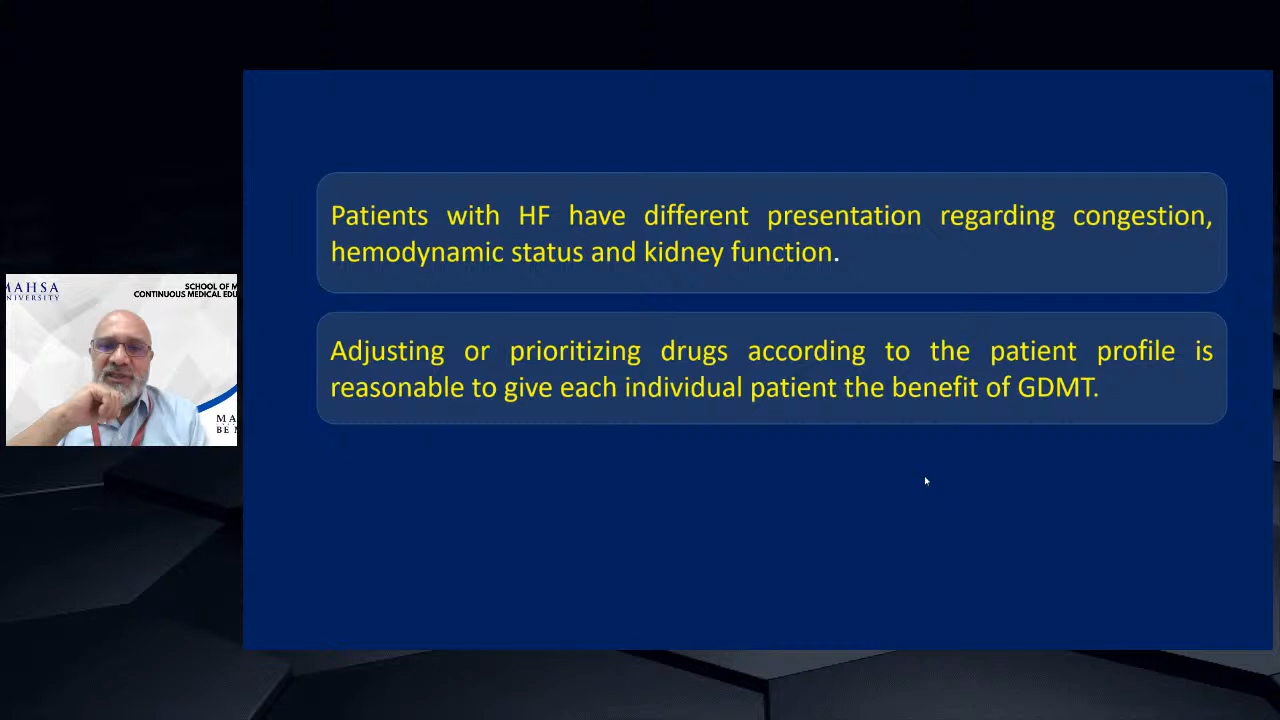 Patients with HF have different presentation regarding congestion,
hemodynamic status and kidney function.
Adjusting or prioritizing drugs according to the patient profile is
reasonable to give each individual patient the benefit of GDMT.
MAHSA
UNIVERSITY
SCHOOL OF M
CONTINUOUS MEDICAL EDU
MA
BE